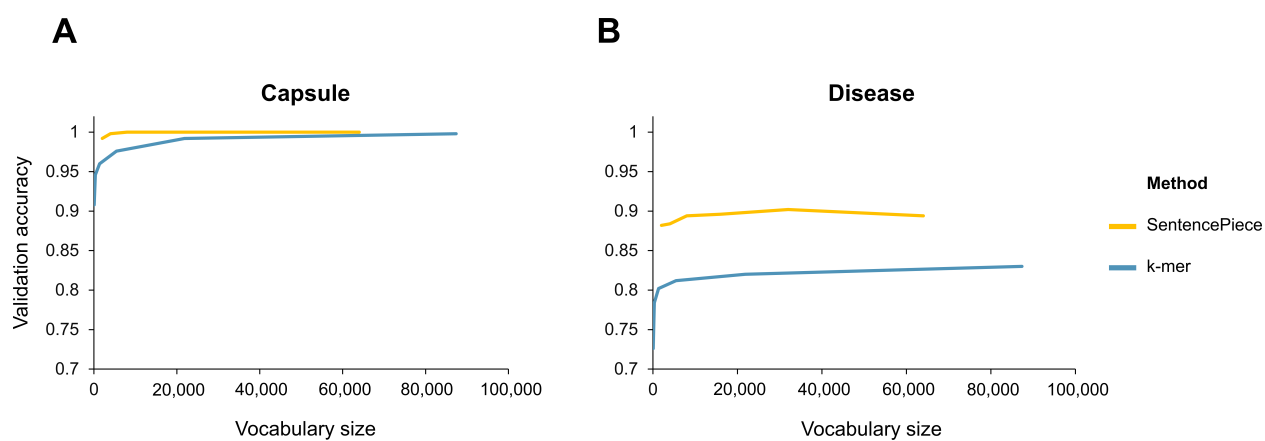 A
B
Capsule
Disease
Validation accuracy
1
0.95
0.9
0.85
0.8
0.75
0.7
0
20,000
40,000
60,000
80,000
100,000
Vocabulary size
1
0.95
0.9
0.85
0.8
0.75
0.7
0
20,000
40,000
60,000
80,000
100,000
Vocabulary size
Method
SentencePiece
k-mer